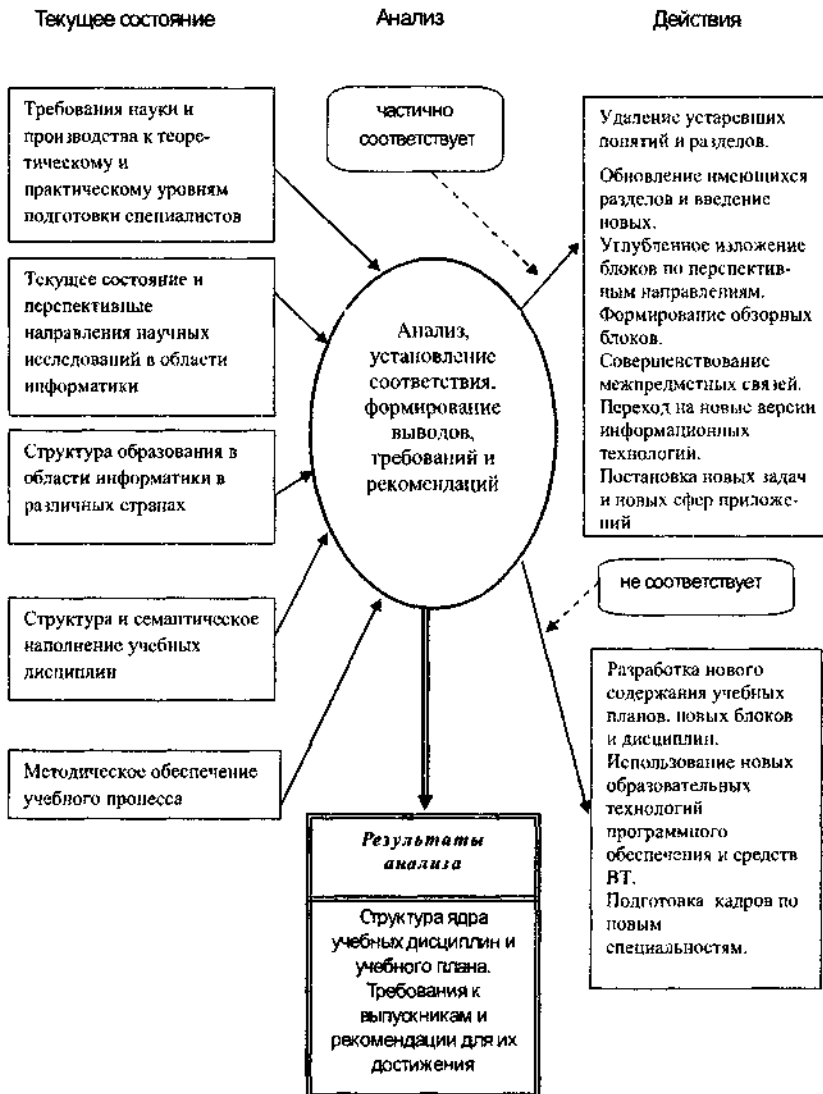 Текущее состояние
Анализ
Действия
Требования науки и
производства к теоре-
тическому и
практическому уровням
подготовки специалистов
Текущее состояние и
перспективные
направления научных
исследований в области
информатики
Структура образования в
области информатики в
различных странах
Структура и семантическое
наполнение учебных
дисциплин
Методическое обеспечение
учебного процесса
частично
соответствует
Анализ,
установление
соответствия.
формирование
выводов,
требований и
рекомендаций
Результаты
анализа
Структура ядра
учебных дисциплин и
учебного плана.
Требования к
выпускникам и
рекомендации для их
достижения
Удаление устаревших
понятий и разделов.
Обновление имеющихся
разделов и введение
новых.
Углубленное изложение
блоков по перспектив-
ным направлениям.
Формирование обзорных
блоков.
Совершенствование
межпредметных связей.
Переход на новые версии
информационных
технологий.
Постановка новых задач
и новых сфер приложе-
ний
не соответствует
Разработка нового
содержания учебных
планов. новых блоков
и дисциплин.
Использование новых
образовательных
технологий
программного
обеспечения и средств
ВТ.
Подготовка кадров по
новым
специальностям.